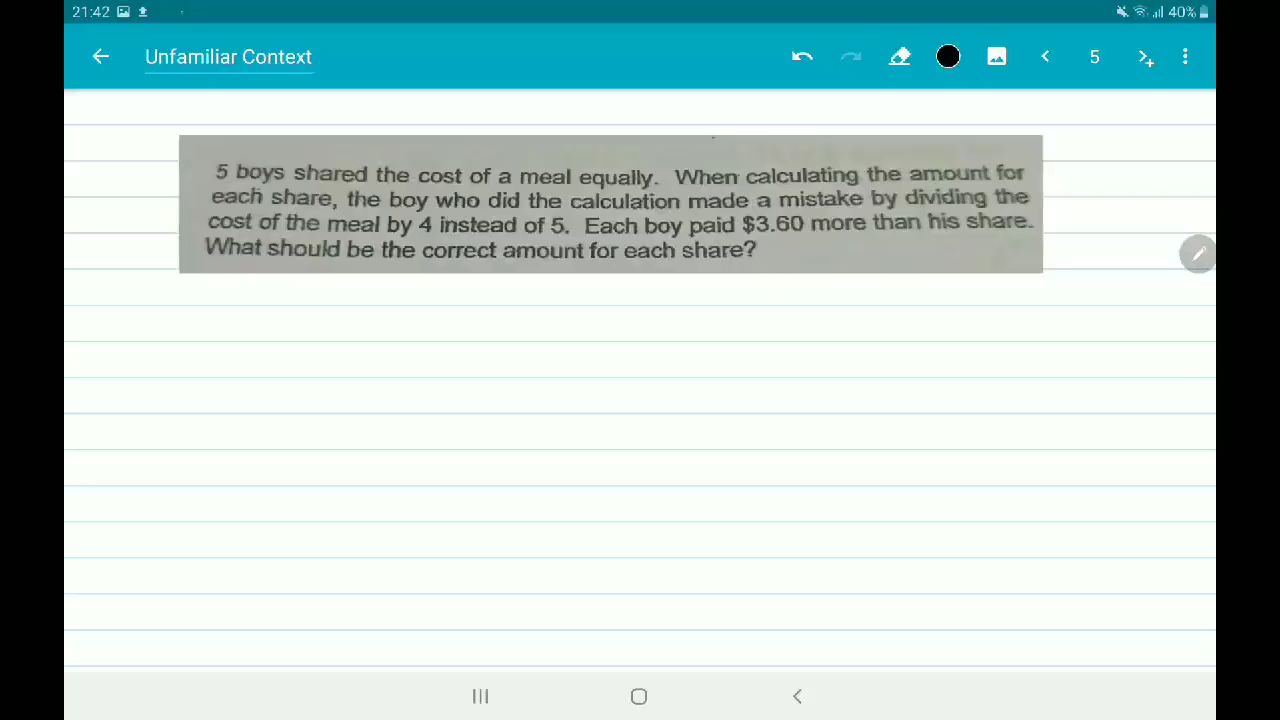 21:42 40%
Unfamiliar Context 5
5 boys shared the cost of a meal equally. When calculating the amount for
each share, the boy who did the calculation made a mistake by dividing the
cost of the meal by 4 instead of 5. Each boy paid $3.60 more than his share.
What should be the correct amount for each share?